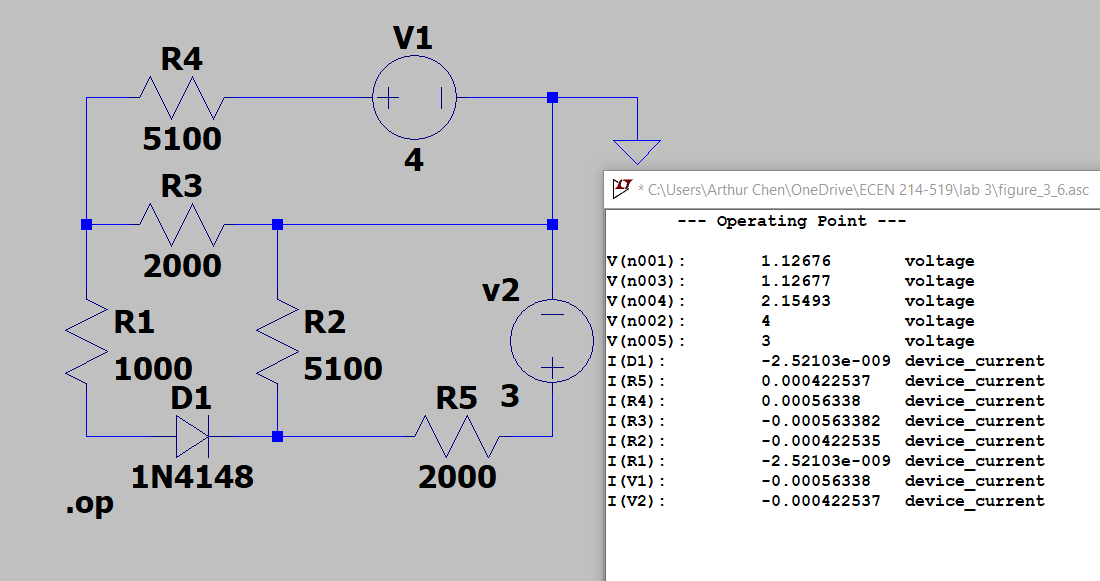 V1
R4
5100
4
R3
2000
v2
R1
1000
R2
5100
D1
R5
3
1N4148
2000
.op
* C:\Users\Arthur Chen\OneDrive\ECEN 214-519\lab 3\figure_3_6.asc
--- Operating Point ---
V(n001): 1.12676 voltage
V(n003): 1.12677 voltage
V(n004): 2.15493 voltage
V(n002): 4 voltage
V(n005): 3 voltage
I(D1): -2.52103e-009 device_current
I(R5): 0.000422537 device_current
I(R4): 0.00056338 device_current
I(R3): -0.000563382 device_current
I(R2): -0.000422535 device_current
I(R1): -2.52103e-009 device_current
I(V1): -0.00056338 device_current
I(V2): -0.000422537 device_current